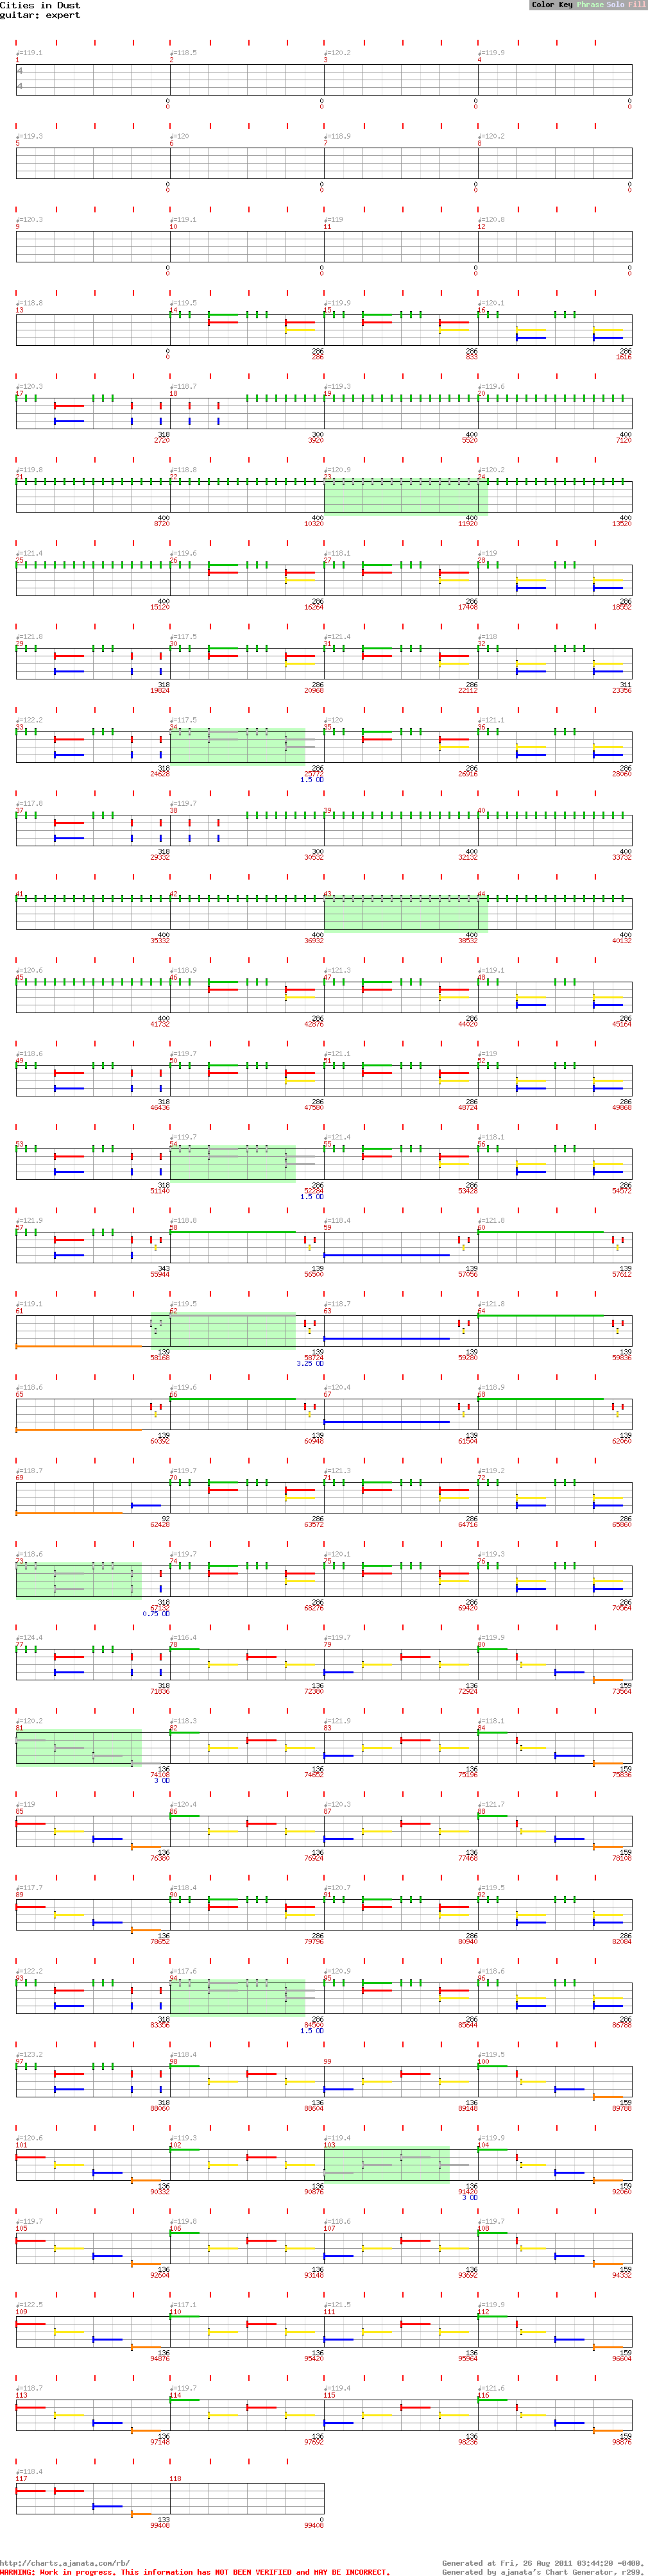 Cities in Dust
guitar: expert
Color Key Phrase Solo Fill
♩=119.1 ♩=118.5 ♩=120.2 ♩=119.9
1 2 3 4
4
4
0 0 0 0
0 0 0 0
♩=119.3 ♩=120 ♩=118.9 ♩=120.2
5 6 7 8
0 0 0 0
0 0 0 0
♩=120.3 ♩=119.1 ♩=119 ♩=120.8
9 10 11 12
0 0 0 0
0 0 0 0
♩=118.8 ♩=119.5 ♩=119.9 ♩=120.1
13 14 15 16
0 286 286 286
0 286 833 1616
♩=120.3 ♩=118.7 ♩=119.3 ♩=119.6
17 18 19 20
318 300 400 400
2720 3920 5520 7120
♩=119.8 ♩=118.8 ♩=120.9 ♩=120.2
21 22 23 24
400 400 400 400
8720 10320 11920 13520
♩=121.4 ♩=119.6 ♩=118.1 ♩=119
25 26 27 28
400 286 286 286
15120 16264 17408 18552
♩=121.8 ♩=117.5 ♩=121.4 ♩=118
29 30 31 32
318 286 286 311
19824 20968 22112 23356
♩=122.2 ♩=117.5 ♩=120 ♩=121.1
33 34 35 36
318 286 286 286
24628 25772 26916 28060
1.5 OD
♩=117.8 ♩=119.7
37 38 39 40
318 300 400 400
29332 30532 32132 33732
41 42 43 44
400 400 400 400
35332 36932 38532 40132
♩=120.6 ♩=118.9 ♩=121.3 ♩=119.1
45 46 47 48
400 286 286 286
41732 42876 44020 45164
♩=118.6 ♩=119.7 ♩=121.1 ♩=119
49 50 51 52
318 286 286 286
46436 47580 48724 49868
♩=119.7 ♩=121.4 ♩=118.1
53 54 55 56
318 286 286 286
51140 52284 53428 54572
1.5 OD
♩=121.9 ♩=118.8 ♩=118.4 ♩=121.8
57 58 59 60
343 139 139 139
55944 56500 57056 57612
♩=119.1 ♩=119.5 ♩=118.7 ♩=121.8
61 62 63 64
139 139 139 139
58168 58724 59280 59836
3.25 OD
♩=118.6 ♩=119.6 ♩=120.4 ♩=118.9
65 66 67 68
139 139 139 139
60392 60948 61504 62060
♩=118.7 ♩=119.7 ♩=121.3 ♩=119.2
69 70 71 72
92 286 286 286
62428 63572 64716 65860
♩=118.6 ♩=119.7 ♩=120.1 ♩=119.3
73 74 75 76
318 286 286 286
67132 68276 69420 70564
0.75 OD
♩=124.4 ♩=116.4 ♩=119.7 ♩=119.9
77 78 79 80
318 136 136 159
71836 72380 72924 73564
♩=120.2 ♩=118.3 ♩=121.9 ♩=118.1
81 82 83 84
136 136 136 159
74108 74652 75196 75836
3 OD
♩=119 ♩=120.4 ♩=120.3 ♩=121.7
85 86 87 88
136 136 136 159
76380 76924 77468 78108
♩=117.7 ♩=118.4 ♩=120.7 ♩=119.5
89 90 91 92
136 286 286 286
78652 79796 80940 82084
♩=122.2 ♩=117.6 ♩=120.9 ♩=118.6
93 94 95 96
318 286 286 286
83356 84500 85644 86788
1.5 OD
♩=123.2 ♩=118.4 ♩=119.5
97 98 99 100
318 136 136 159
88060 88604 89148 89788
♩=120.6 ♩=119.3 ♩=119.4 ♩=119.9
101 102 103 104
136 136 136 159
90332 90876 91420 92060
3 OD
♩=119.7 ♩=119.8 ♩=118.6 ♩=119.7
105 106 107 108
136 136 136 159
92604 93148 93692 94332
♩=122.5 ♩=117.1 ♩=121.5 ♩=119.9
109 110 111 112
136 136 136 159
94876 95420 95964 96604
♩=118.7 ♩=119.7 ♩=119.4 ♩=121.6
113 114 115 116
136 136 136 159
97148 97692 98236 98876
♩=118.4
117 118
133 0
99408 99408
http://charts.ajanata.com/rb/ Generated at Fri, 26 Aug 2011 03:44:20 -0400.
WARNING: Work in progress. This information has NOT BEEN VERIFIED and MAY BE INCORRECT. Generated by ajanata's Chart Generator, r299.